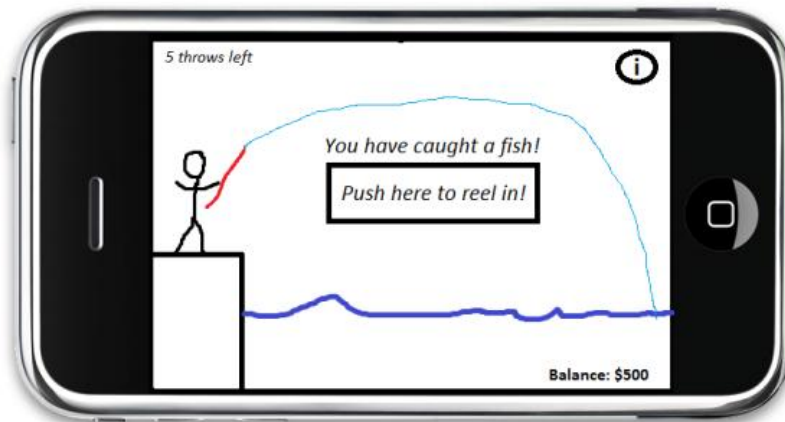 5 throws left
i
You have caught a fish!
Push here to reel in!
Balance: $500